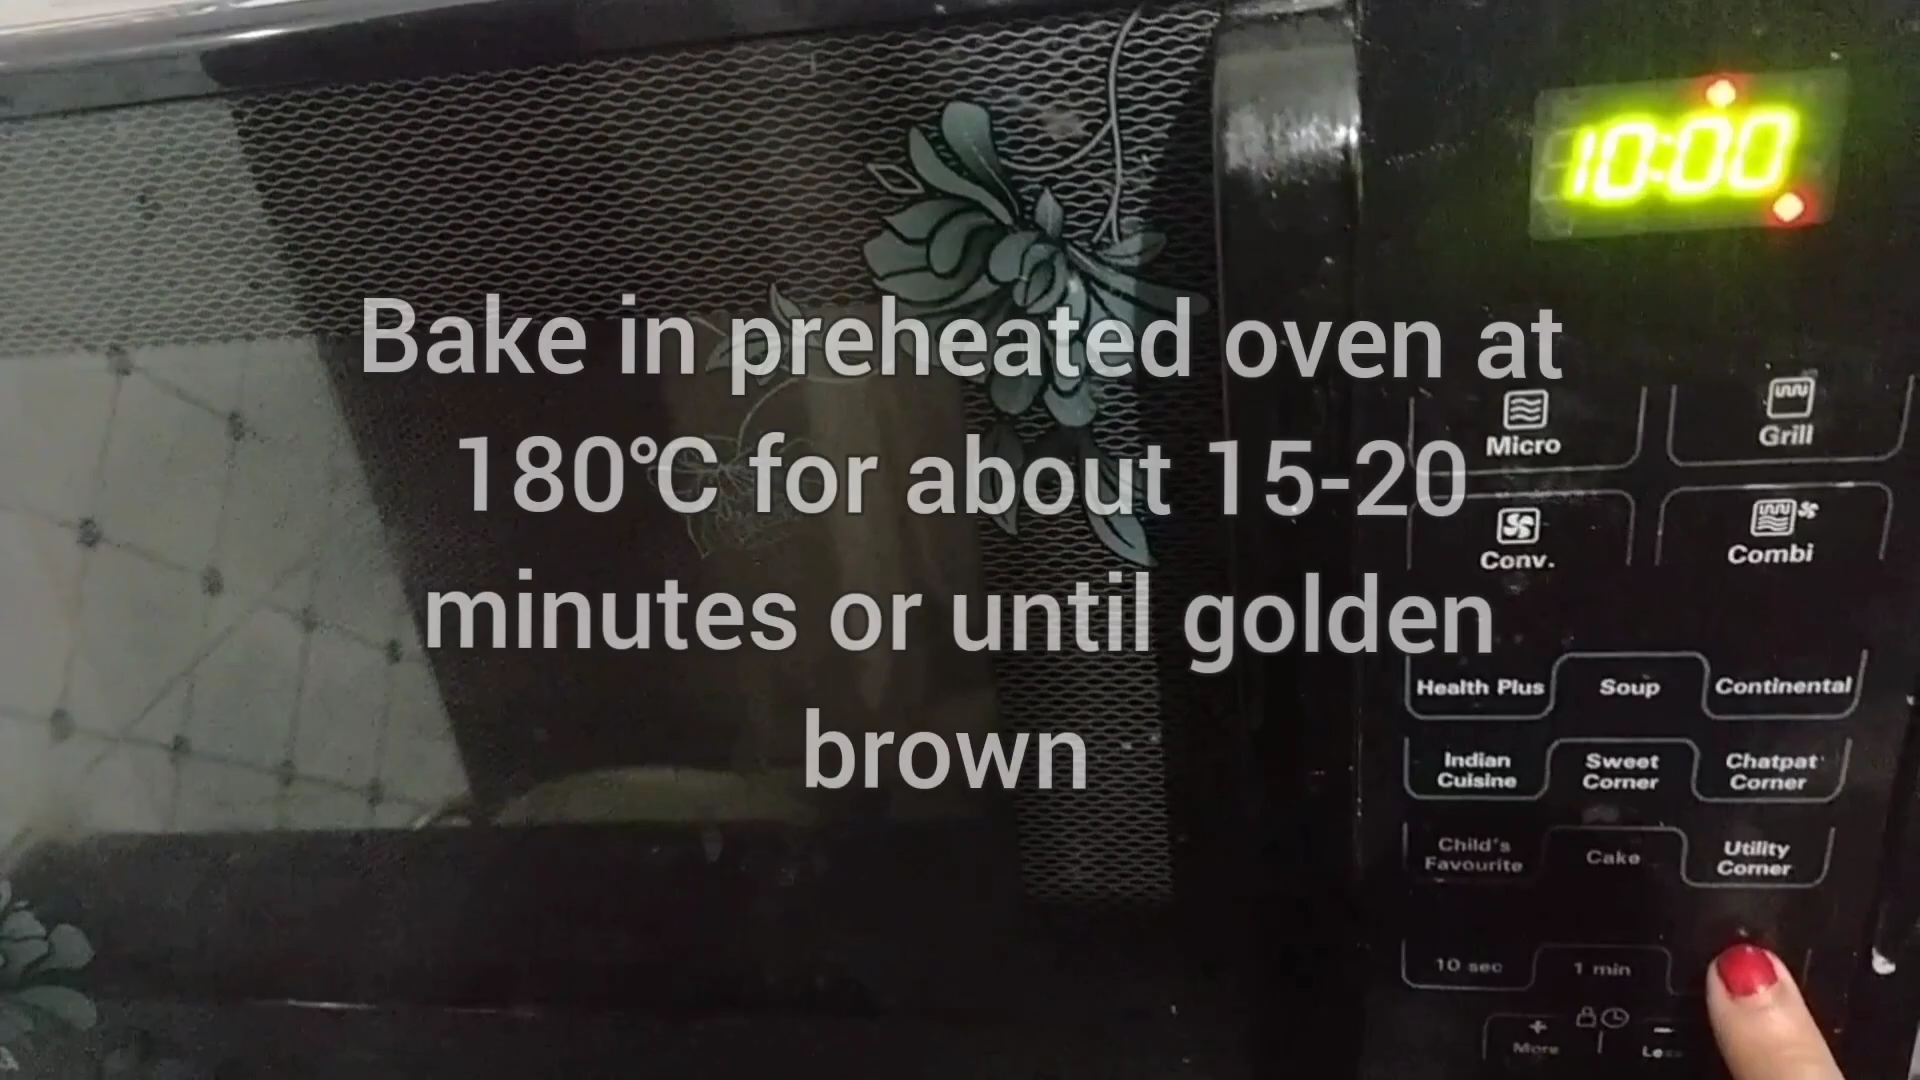 10:00
Bake in preheated oven at
180°C for about 15-20
minutes or until golden
brown
Micro
Grill
Conv.
Combi
Health Plus
Soup
Continental
Indian
Cuisine
Sweet
Corner
Chatpat
Corner
Child's
Favourite
Cake
Utility
Corner
10 sec
1 min
+
More
–